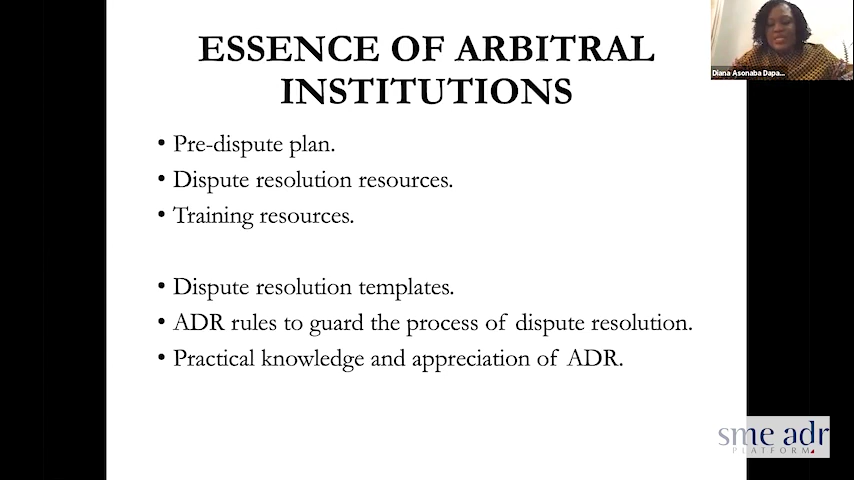 ESSENCE OF ARBITRAL
INSTITUTIONS
• Pre-dispute plan.
• Dispute resolution resources.
• Training resources.
• Dispute resolution templates.
• ADR rules to guard the process of dispute resolution.
• Practical knowledge and appreciation of ADR.
Diana Asonaba Dapa...
sme adr
PLATFORM